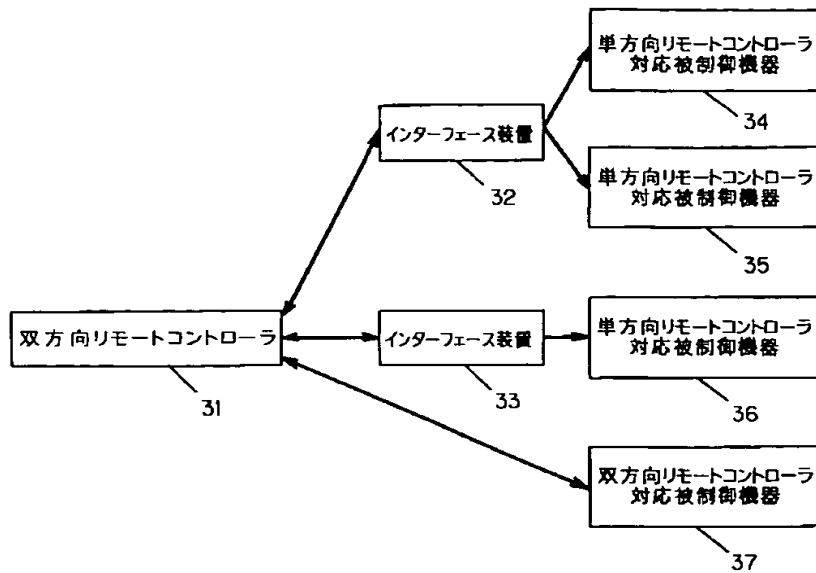 単方向リモートコントローラ
対応被制御機器
34
インターフェース装置
32
単方向リモートコントローラ
対応被制御機器
35
双方向リモートコントローラ
31
インターフェース装置
33
単方向リモートコントローラ
対応被制御機器
36
双方向リモートコントローラ
対応被制御機器
37